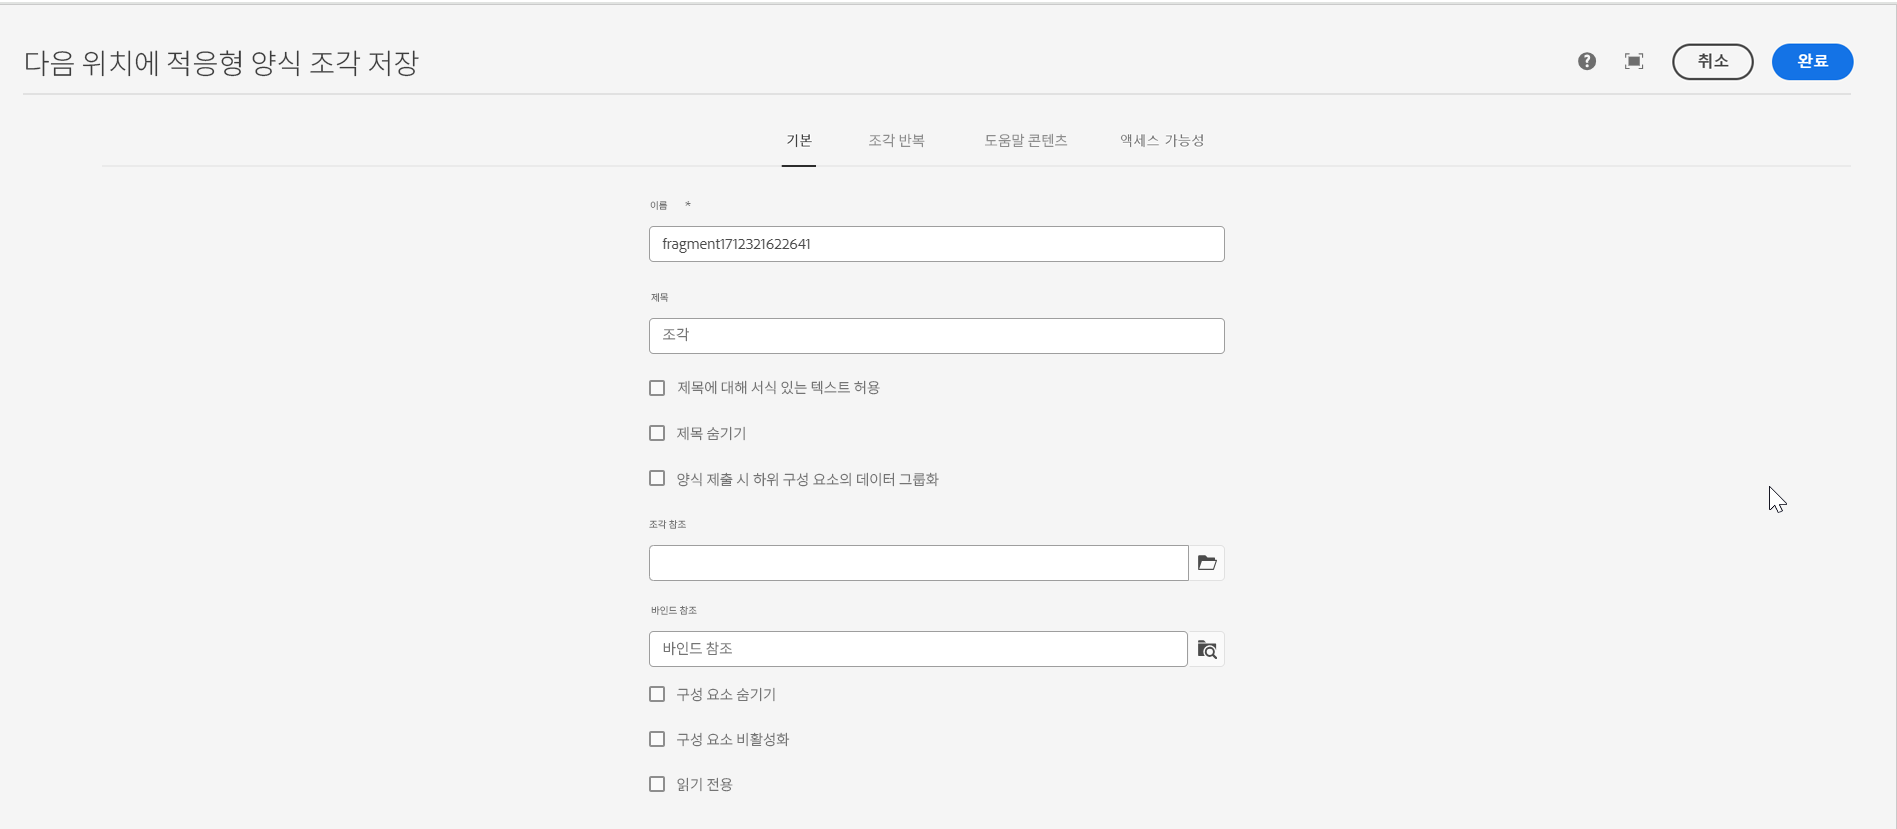 다음 위치에 적응형 양식 조각 저장
취소
완료
기본
조각 반복
도움말 콘텐츠
액세스 가능성
이름 *
fragment1712321622641
제목
조각
제목에 대해 서식 있는 텍스트 허용
제목 숨기기
양식 제출 시 하위 구성 요소의 데이터 그룹화
조각 참조
바인드 참조
바인드 참조
구성 요소 숨기기
구성 요소 비활성화
읽기 전용